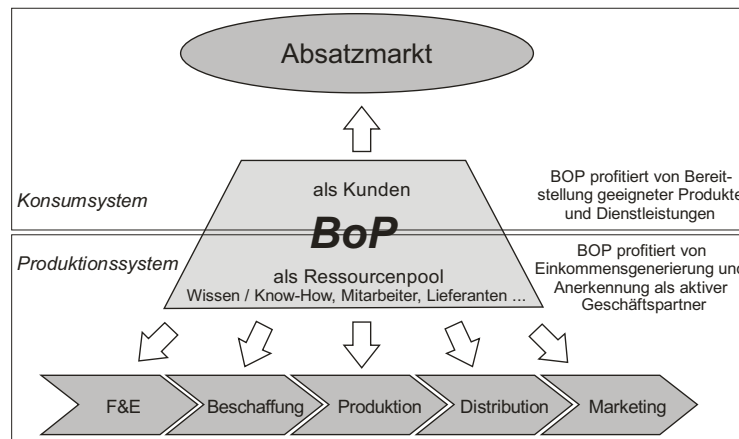 Absatzmarkt
als Kunden
Konsumsystem
BOP profitiert von Bereit-
stellung geeigneter Produkte
und Dienstleistungen
BoP
Produktionssystem
als Ressourcenpool
Wissen / Know-How, Mitarbeiter, Lieferanten ...
BOP profitiert von
Einkommensgenerierung und
Anerkennung als aktiver
Geschäftspartner
F&E
Beschaffung
Produktion
Distribution
Marketing